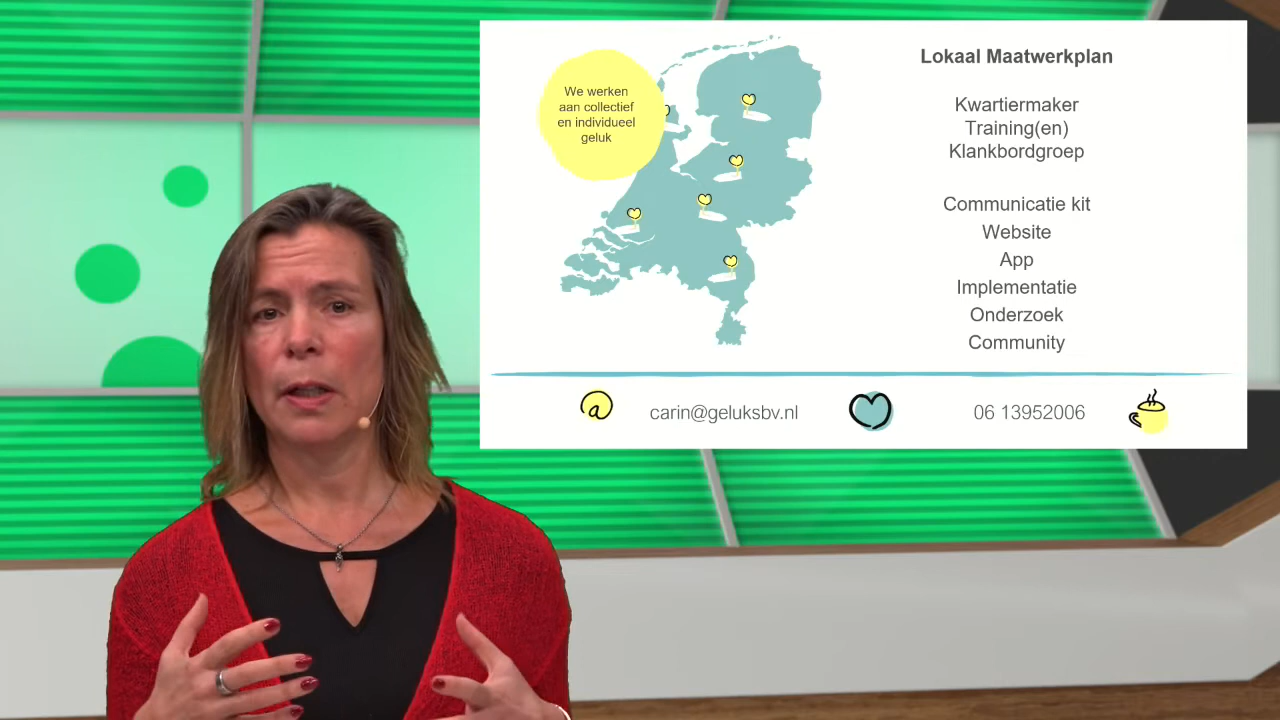 We werken
aan collectief
en individueel
geluk
Lokaal Maatwerkplan
Kwartiermaker
Training(en)
Klankbordgroep
Communicatie kit
Website
App
Implementatie
Onderzoek
Community
@ carin@geluksbv.nl
06 13952006